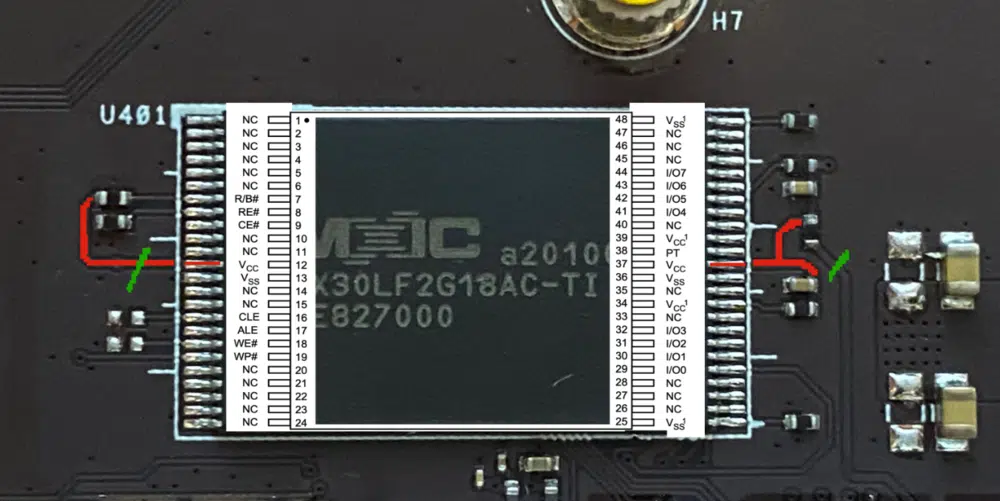 H7
U401
NC 1 48 VSS1
NC 2 47 NC
NC 3 46 NC
NC 4 45 NC
NC 5 44 I/O7
NC 6 43 I/O6
R/B# 7 42 I/O5
RE# 8 41 I/O4
CE# 9 40 NC
NC 10 39 VCC1
NC 11 38 PT
VCC 12 37 VCC
VSS 13 36 VSS
NC 14 35 NC
NC 15 34 VCC1
CLE 16 33 NC
ALE 17 32 I/O3
WE# 18 31 I/O2
WP# 19 30 I/O1
NC 20 29 I/O0
NC 21 28 NC
NC 22 27 NC
NC 23 26 NC
NC 24 25 VSS1
a20100
X30LF2G18AC-TI
E827000